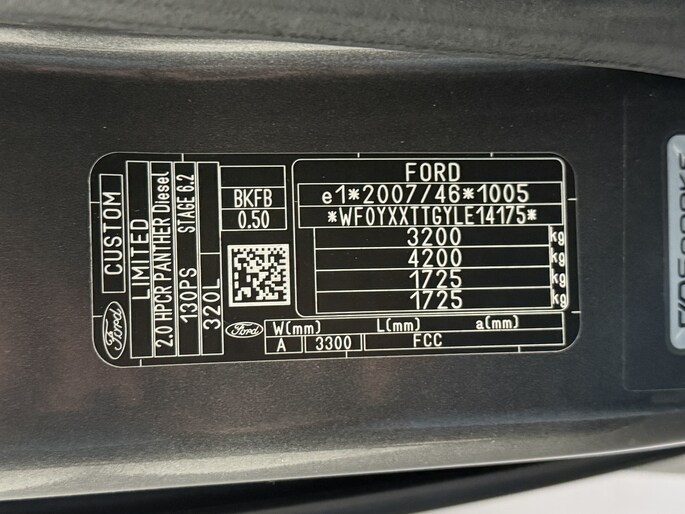 FORD
e1*2007/46*1005
*WF0YXXTTGYLE14175*
3200 kg
4200 kg
1725 kg
1725 kg
BKFB
0.50
CUSTOM
LIMITED
2.0 HPCR PANTHER Diesel
130PS STAGE 6.2
320L
Ford
Ford
W(mm) L(mm) a(mm)
A 3300 FCC